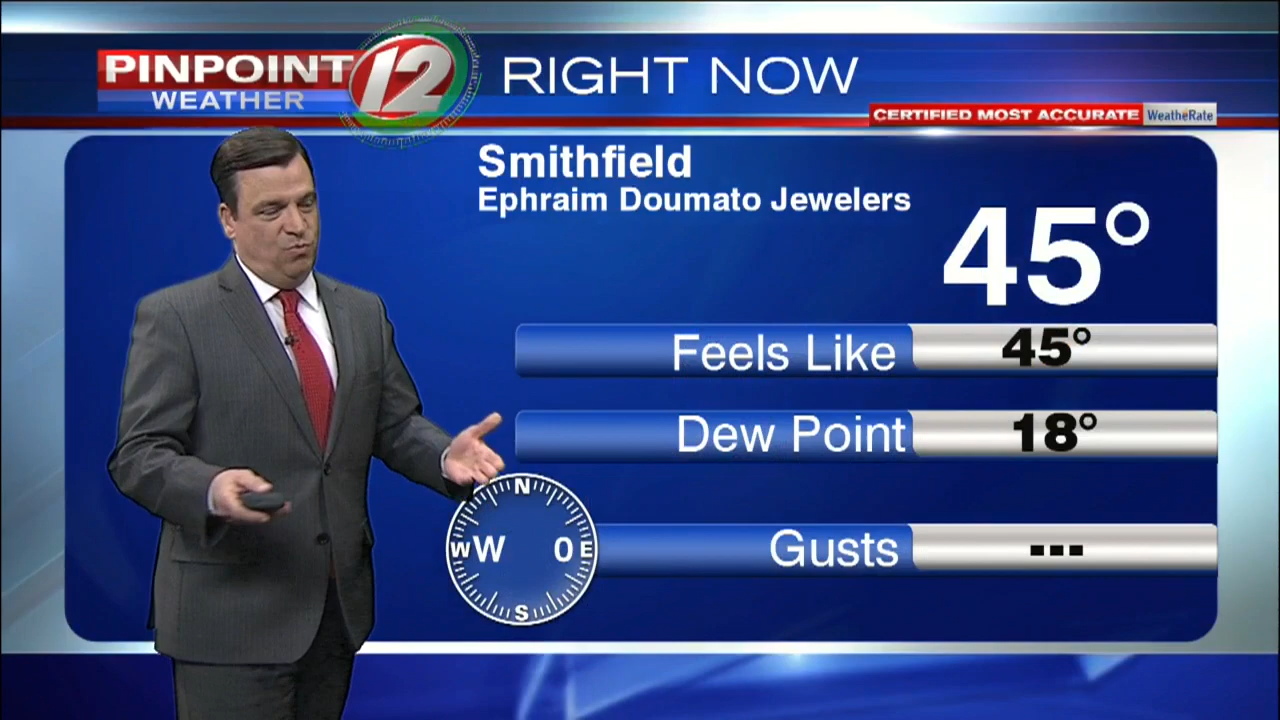 PINPOINT 12
WEATHER
RIGHT NOW
CERTIFIED MOST ACCURATE WeatheRate
Smithfield
Ephraim Doumato Jewelers
45°
Feels Like 45°
Dew Point 18°
N
W W 0 E
S
Gusts ---